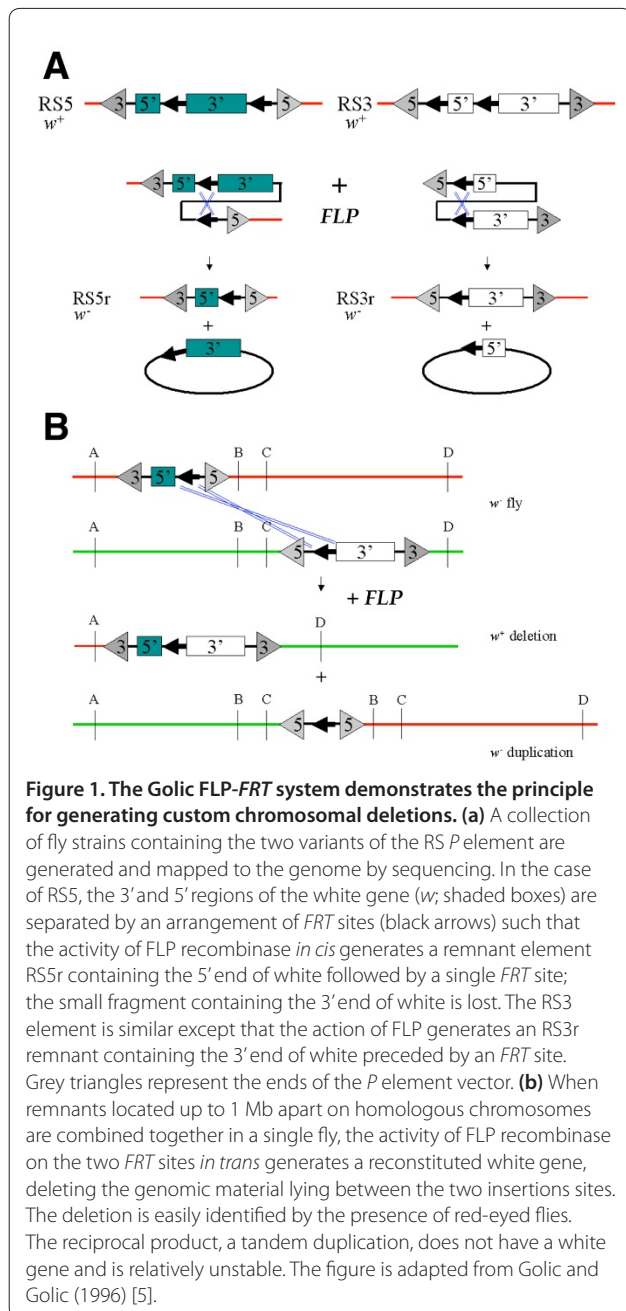 A
3 5' 3' 5
RS5
w+
3 5' 3' 3
RS3
w+
5' 3'
3
5
+
FLP
5 5'
3' 3
RS5r
w-
3 5' 5
+
3'
RS3r
w-
5 3' 3
+
5'
B
A B C D
3 5' 5
w- fly
A B C D
5 3' 3
+ FLP
A D
3 5' 3' 3
w+ deletion
+
A B C B C D
5 5
w- duplication
Figure 1. The Golic FLP-FRT system demonstrates the principle
for generating custom chromosomal deletions. (a) A collection
of fly strains containing the two variants of the RS P element are
generated and mapped to the genome by sequencing. In the case
of RS5, the 3' and 5' regions of the white gene (w; shaded boxes) are
separated by an arrangement of FRT sites (black arrows) such that
the activity of FLP recombinase in cis generates a remnant element
RS5r containing the 5' end of white followed by a single FRT site;
the small fragment containing the 3' end of white is lost. The RS3
element is similar except that the action of FLP generates an RS3r
remnant containing the 3' end of white preceded by an FRT site.
Grey triangles represent the ends of the P element vector. (b) When
remnants located up to 1 Mb apart on homologous chromosomes
are combined together in a single fly, the activity of FLP recombinase
on the two FRT sites in trans generates a reconstituted white gene,
deleting the genomic material lying between the two insertions sites.
The deletion is easily identified by the presence of red-eyed flies.
The reciprocal product, a tandem duplication, does not have a white
gene and is relatively unstable. The figure is adapted from Golic and
Golic (1996) [5].